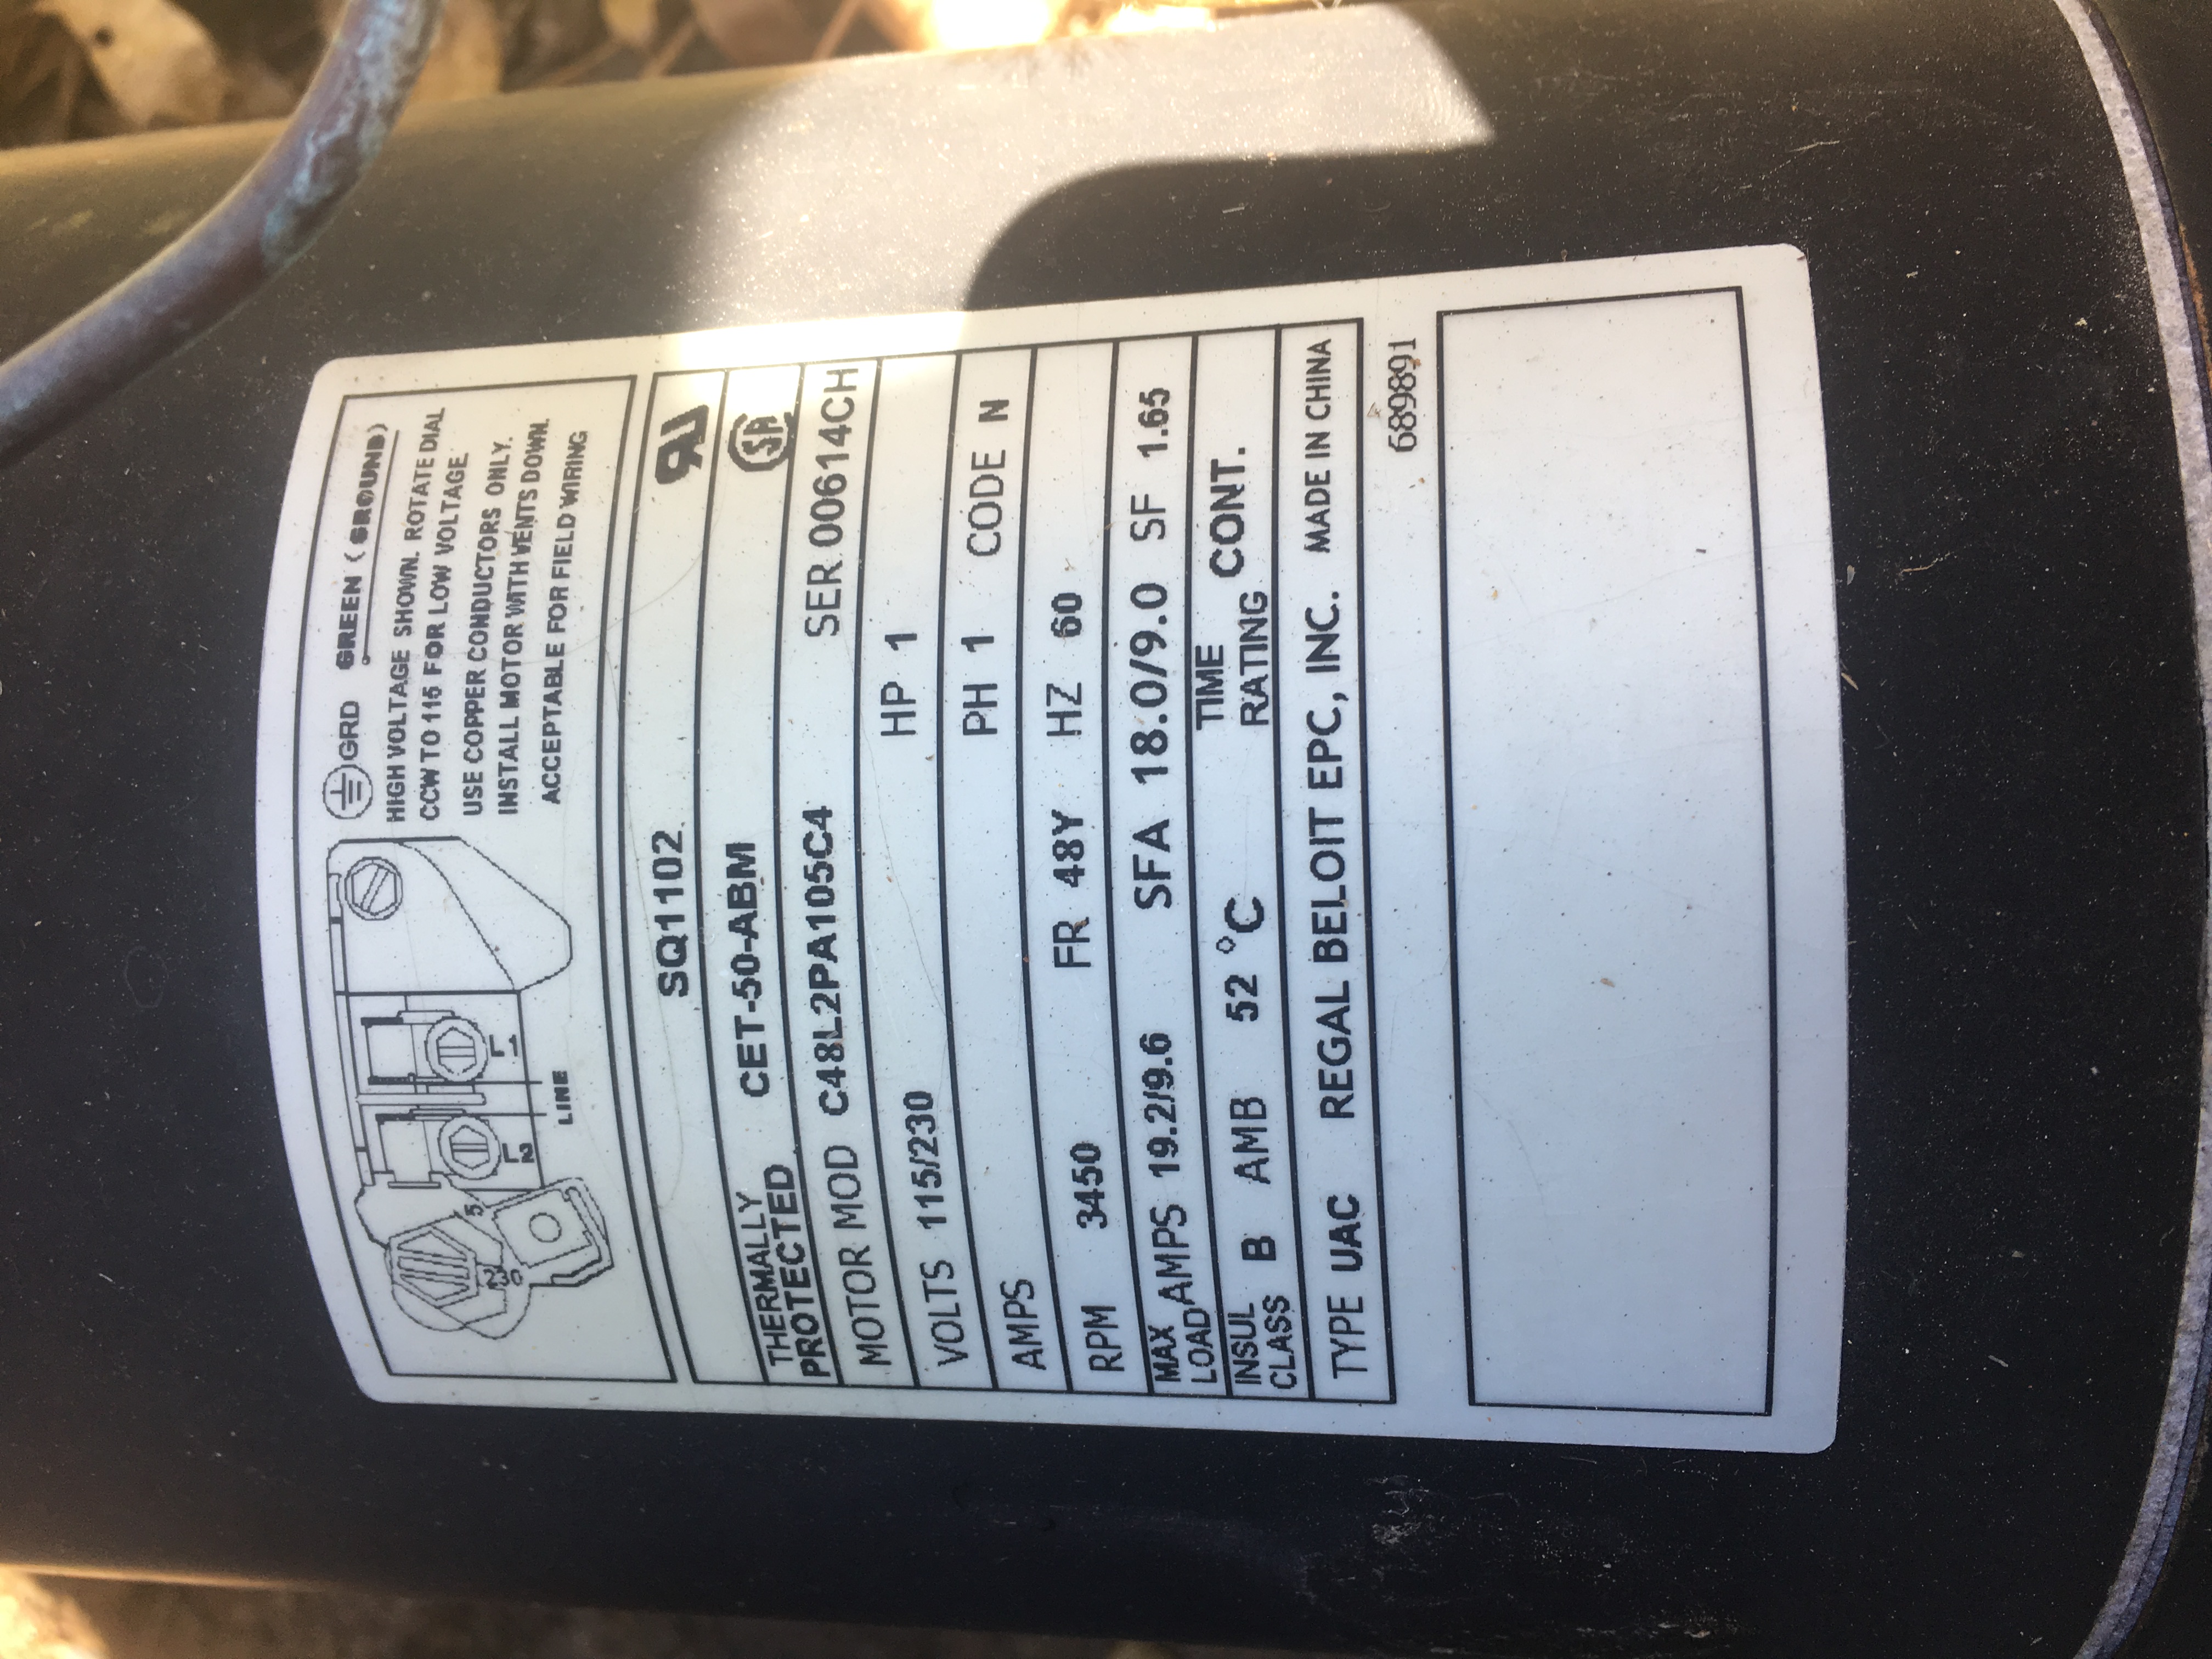 GRD GREEN (GROUND)
HIGH VOLTAGE SHOWN. ROTATE DIAL
CCW TO 115 FOR LOW VOLTAGE.
USE COPPER CONDUCTORS ONLY.
INSTALL MOTOR WITH VENTS DOWN.
ACCEPTABLE FOR FIELD WIRING
230 5 L2 L1
LINE
SQ1102
THERMALLY
PROTECTED CET-50-ABM
MOTOR MOD C48L2PA105C4 SER 00614CH
VOLTS 115/230 HP 1
AMPS PH 1 CODE N
RPM 3450 FR 48Y HZ 60
MAX LOAD AMPS 19.2/9.6 SFA 18.0/9.0 SF 1.65
INSUL CLASS B AMB 52 °C TIME RATING CONT.
TYPE UAC REGAL BELOIT EPC, INC. MADE IN CHINA
689891